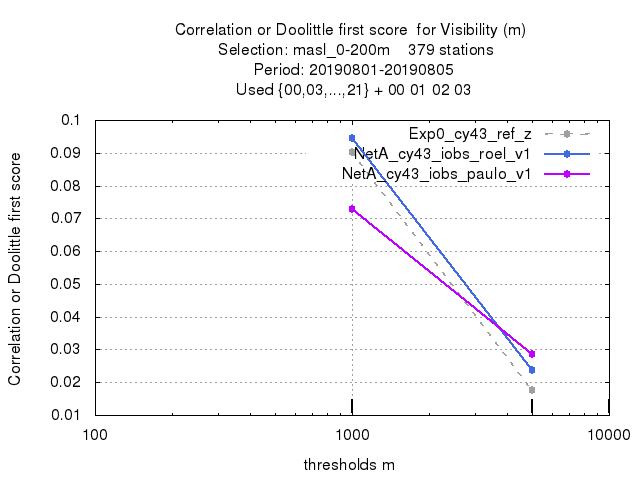 Correlation or Doolittle first score  for Visibility (m)
Selection: masl_0-200m    379 stations
Period: 20190801-20190805
Used {00,03,...,21} + 00 01 02 03
Correlation or Doolittle first score
0.1
0.09
0.08
0.07
0.06
0.05
0.04
0.03
0.02
0.01
Exp0_cy43_ref_z
NetA_cy43_iobs_roel_v1
NetA_cy43_iobs_paulo_v1
100
1000
10000
thresholds m